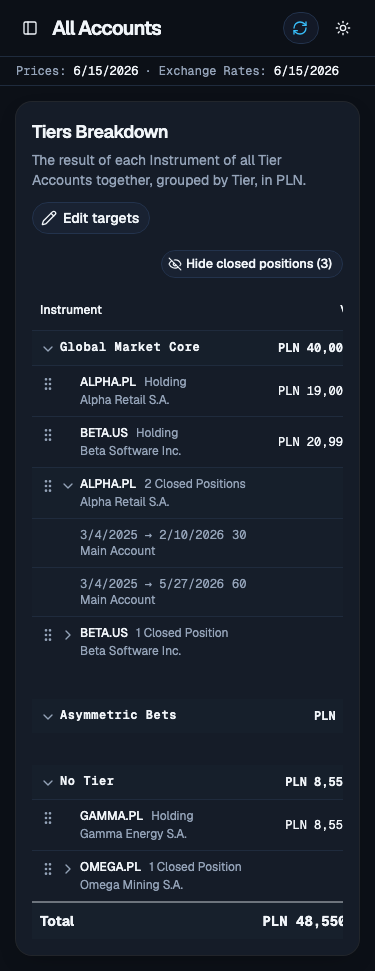 All Accounts
Prices: 6/15/2026 · Exchange Rates: 6/15/2026
Tiers Breakdown
The result of each Instrument of all Tier
Accounts together, grouped by Tier, in PLN.
Edit targets
Hide closed positions (3)
Instrument
Global Market Core PLN 40,00
ALPHA.PL Holding
Alpha Retail S.A.
PLN 19,00
BETA.US Holding
Beta Software Inc.
PLN 20,99
ALPHA.PL 2 Closed Positions
Alpha Retail S.A.
3/4/2025 → 2/10/2026 30
Main Account
3/4/2025 → 5/27/2026 60
Main Account
BETA.US 1 Closed Position
Beta Software Inc.
Asymmetric Bets PLN
No Tier PLN 8,55
GAMMA.PL Holding
Gamma Energy S.A.
PLN 8,55
OMEGA.PL 1 Closed Position
Omega Mining S.A.
Total PLN 48,550